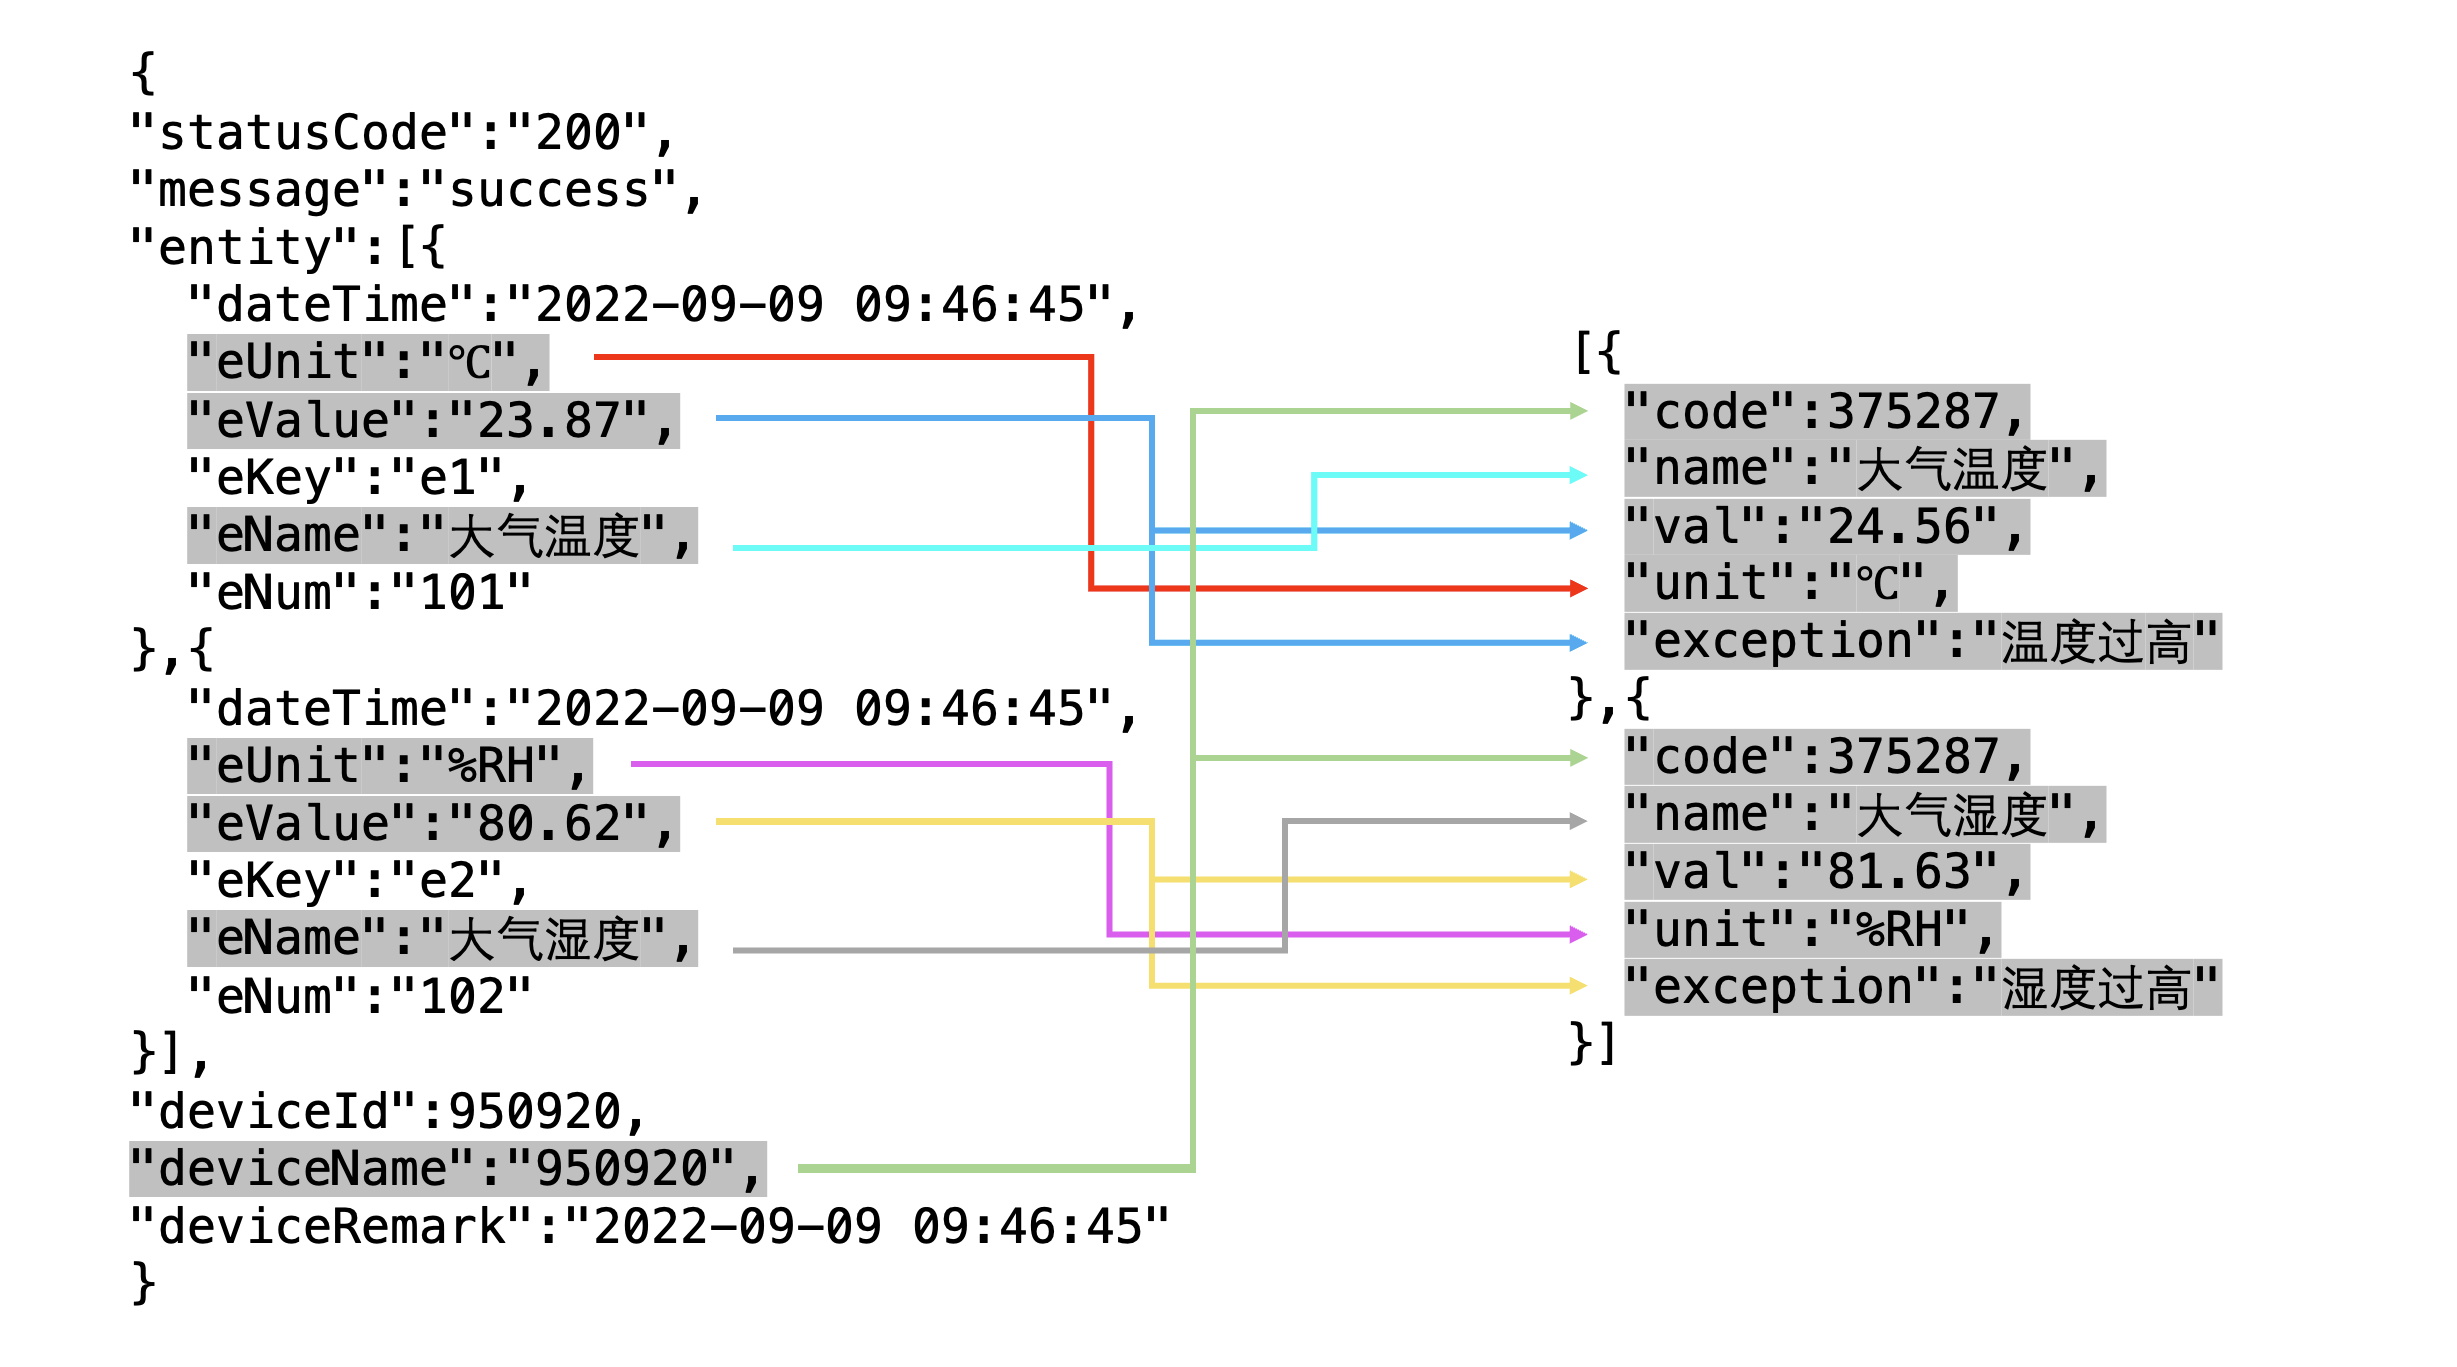 {
"statusCode":"200",
"message":"success",
"entity":[{
"dateTime":"2022-09-09 09:46:45",
"eUnit":"℃",
"eValue":"23.87",
"eKey":"e1",
"eName":"大气温度",
"eNum":"101"
},{
"dateTime":"2022-09-09 09:46:45",
"eUnit":"%RH",
"eValue":"80.62",
"eKey":"e2",
"eName":"大气湿度",
"eNum":"102"
}],
"deviceId":950920,
"deviceName":"950920",
"deviceRemark":"2022-09-09 09:46:45"
}
[{
"code":375287,
"name":"大气温度",
"val":"24.56",
"unit":"℃",
"exception":"温度过高"
},{
"code":375287,
"name":"大气湿度",
"val":"81.63",
"unit":"%RH",
"exception":"湿度过高"
}]